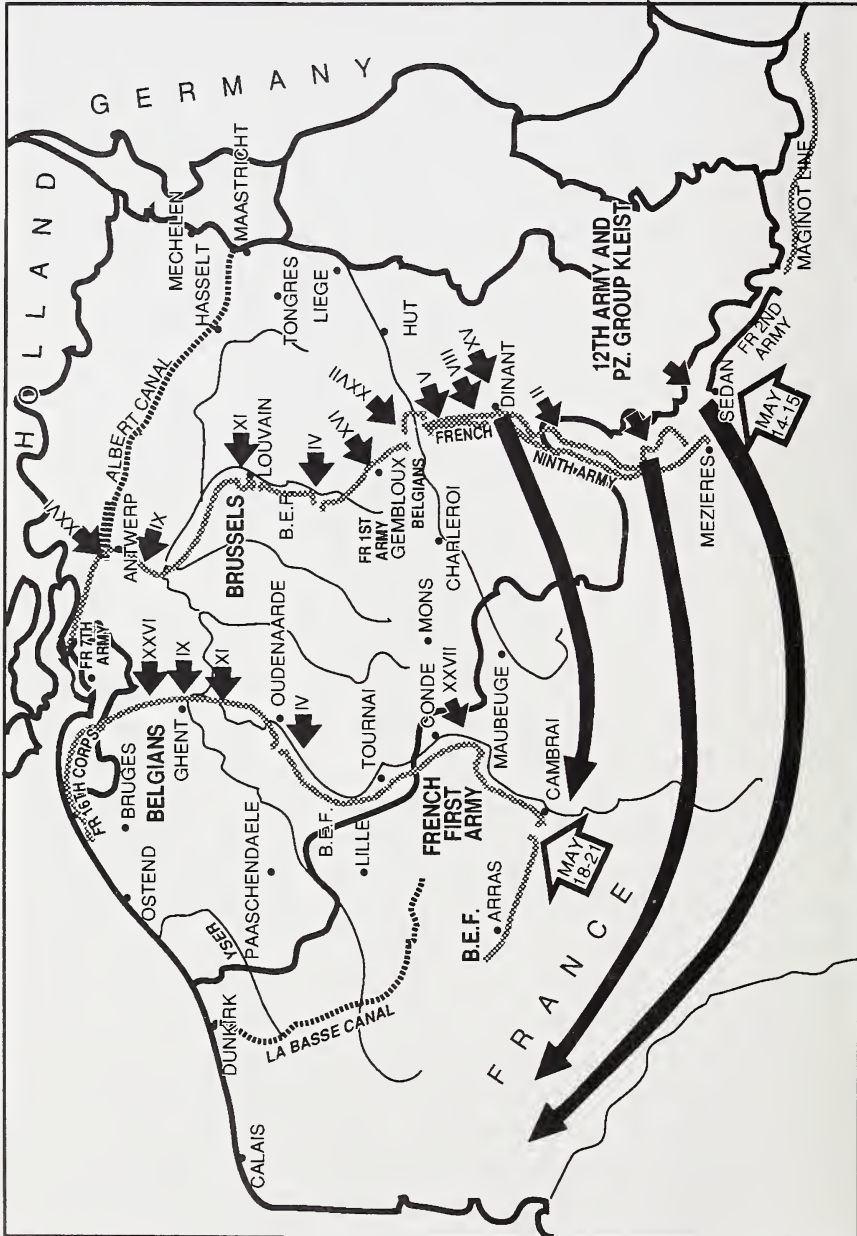 H O L L A N D
G E R M A N Y
MECHELEN
HASSELT
MAASTRICHT
ALBERT CANAL
XXVI
ANTWERP
IX
FR 7TH
ARMY
XXVI
IX
XI
FR 16TH CORPS
BRUGES
BELGIANS
GHENT
OSTEND
YSER
PAASCHENDAELE
DUNKIRK
LA BASSE CANAL
CALAIS
TONGRES
LIEGE
HUT
XI
LOUVAIN
BRUSSELS
B.E.F.
IV
OUDENAARDE
IV
TOURNAI
B.E.F.
LILLE
XXVII
XVI
FR 1ST
ARMY
GEMBLOUX
BELGIANS
CHARLEROI
MONS
CONDE
XXVII
MAUBEUGE
FRENCH
FIRST
ARMY
CAMBRAI
B.E.F.
ARRAS
MAY
18-21
V
VIII
XV
DINANT
FRENCH
NINTH ARMY
II
12TH ARMY AND
PZ. GROUP KLEIST
SEDAN
MEZIERES
FR 2ND
ARMY
MAY
14-15
MAGINOT LINE
F R A N C E